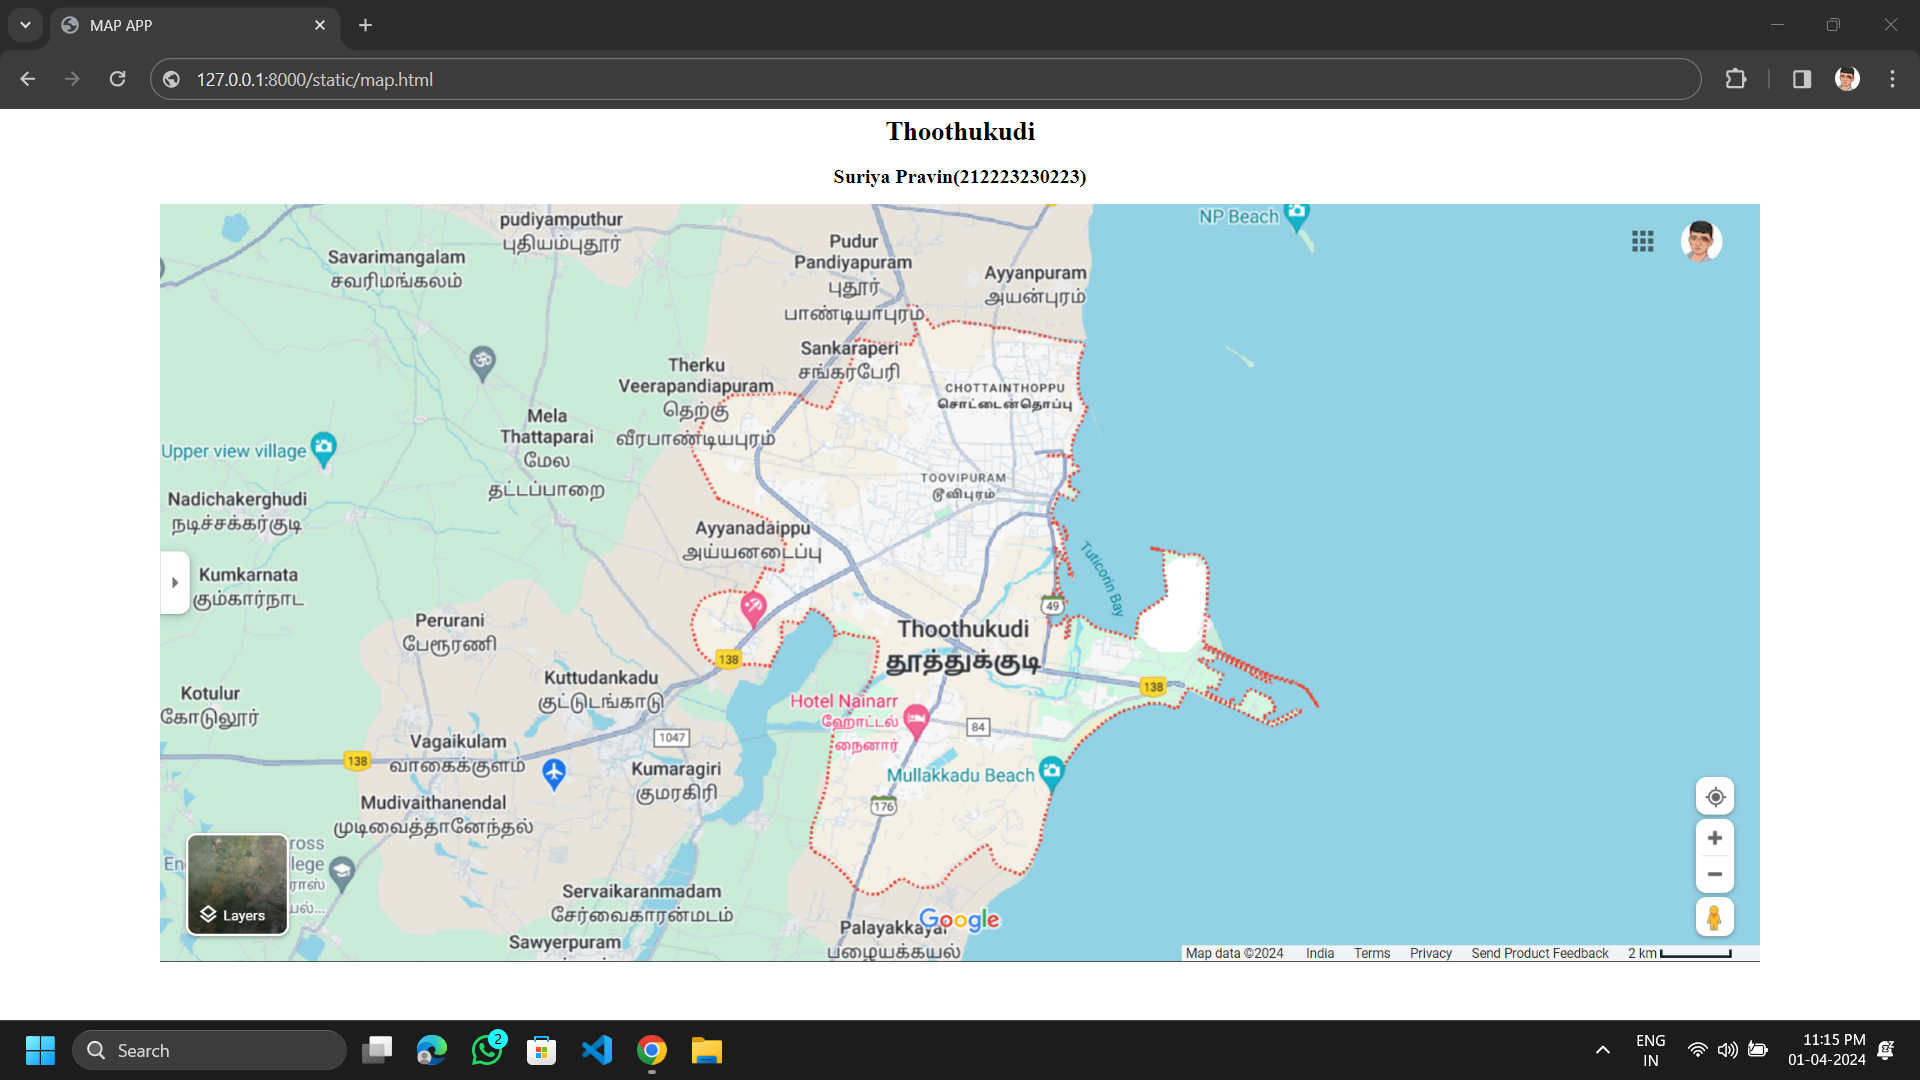 MAP APP
127.0.0.1:8000/static/map.html
Thoothukudi
Suriya Pravin(212223230223)
pudiyamputhur
புதியம்புதூர்
NP Beach
Savarimangalam
சவரிமங்கலம்
Pudur
Pandiyapuram
புதூர்
பாண்டியாபுரம்
Ayyanpuram
அயன்புரம்
Sankaraperi
சங்கரபேரி
Therku
Veerapandiapuram
தெற்கு
வீரபாண்டியபுரம்
CHOTTAINTHOPPU
சொட்டைன்தொப்பு
Mela
Thattaparai
மேல
தட்டப்பாறை
Upper view village
TOOVIPURAM
டூவிபுரம்
Nadichakerghudi
நடிச்சக்கர்குடி
Ayyanadaippu
அய்யனடைப்பு
Tuticorin Bay
Kumkarnata
கும்கார்நாட
49
Perurani
பேரூரணி
Thoothukudi
தூத்துக்குடி
138
Kuttudankadu
குட்டுடங்காடு
138
Kotulur
கோடுலூர்
Hotel Nainarr
ஹோட்டல்
நைனார்
84
1047
Vagaikulam
வாகைக்குளம்
138
Kumaragiri
குமரகிரி
Mullakkadu Beach
Mudivaithanendal
முடிவைத்தானேந்தல்
176
ross
En
lege
ராஸ்
யல்...
Layers
Servaikaranmadam
சேர்வைகாரன்மடம்
Sawyerpuram
Palayakkayal
பழையக்கயல்
Google
Map data ©2024 India Terms Privacy Send Product Feedback 2 km
Search
2
ENG
IN
11:15 PM
01-04-2024